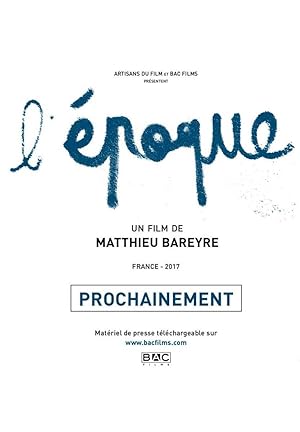 ARTISANS DU FILM ET BAC FILMS
PRÉSENTENT
l'époque
UN FILM DE
MATTHIEU BAREYRE
FRANCE - 2017
PROCHAINEMENT
Matériel de presse téléchargeable sur
www.bacfilms.com
BAC
FILMS